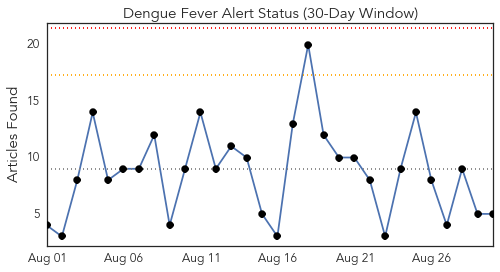 Dengue Fever Alert Status (30-Day Window)
20
15
10
5
Articles Found
Aug 01 Aug 06 Aug 11 Aug 16 Aug 21 Aug 26